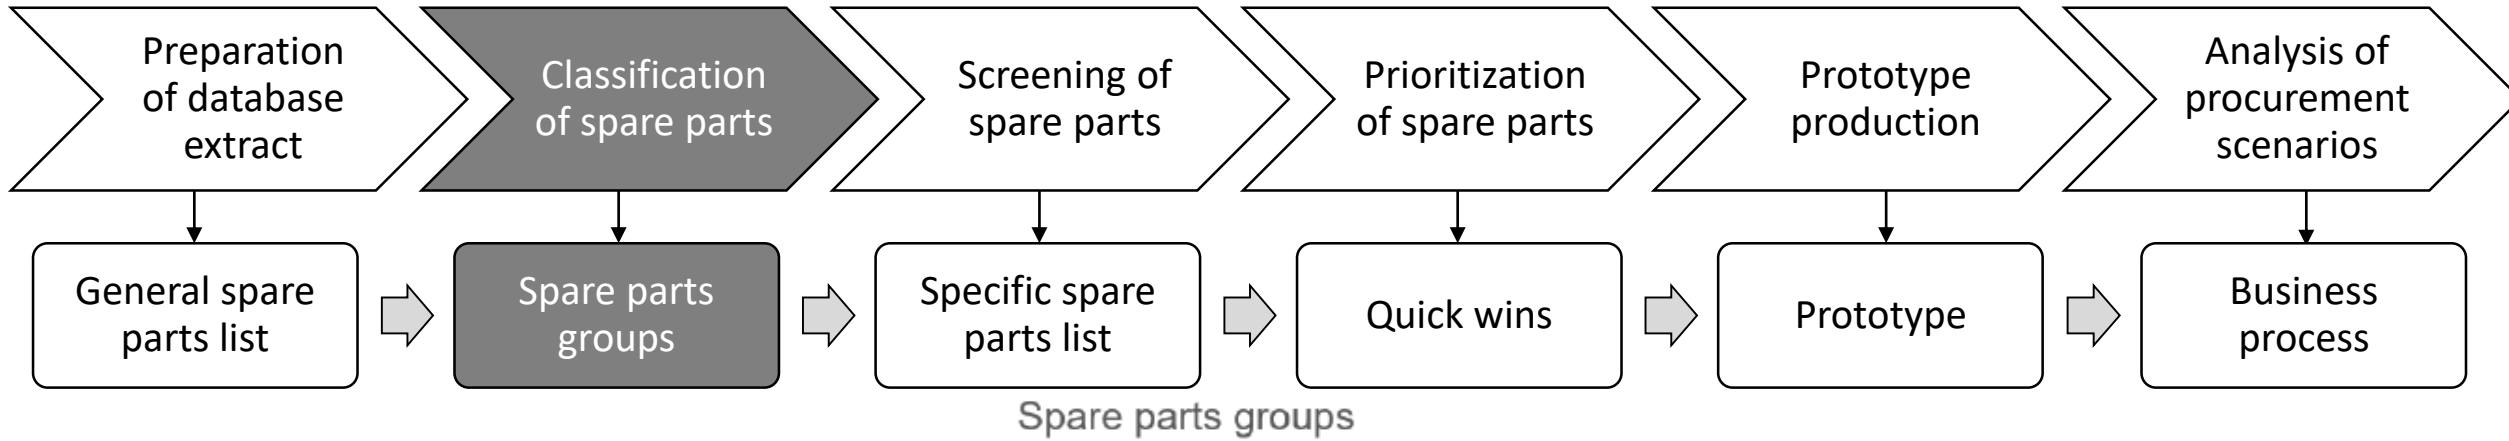 Preparation
of database
extract
Classification
of spare parts
Screening of
spare parts
Prioritization
of spare parts
Prototype
production
Analysis of
procurement
scenarios
General spare
parts list
Spare parts
groups
Specific spare
parts list
Quick wins
Prototype
Business
process
Spare parts groups